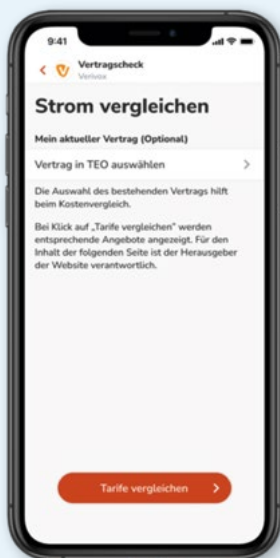 9:41
Vertragscheck
Verivox
Strom vergleichen
Mein aktueller Vertrag (Optional)
Vertrag in TEO auswählen
Die Auswahl des bestehenden Vertrags hilft
beim Kostenvergleich.
Bei Klick auf „Tarife vergleichen" werden
entsprechende Angebote angezeigt. Für den
Inhalt der folgenden Seite ist der Herausgeber
der Website verantwortlich.
Tarife vergleichen